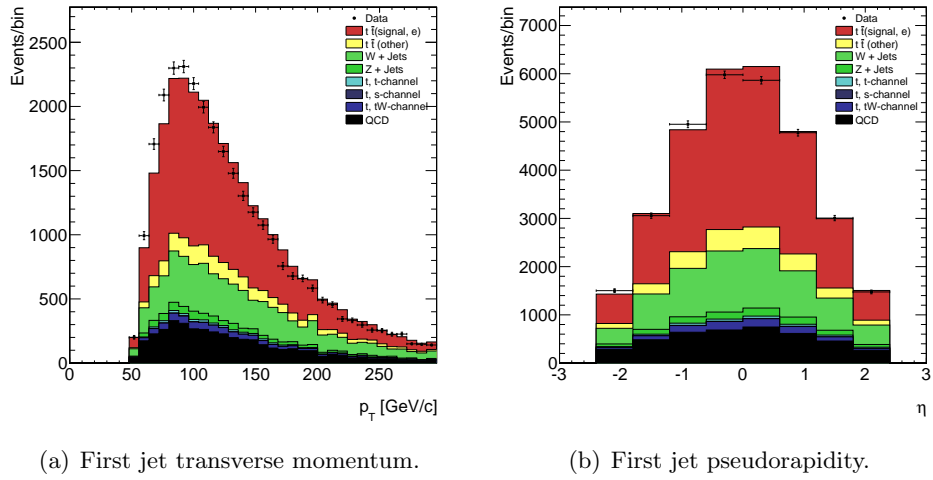 Events/bin
2500
2000
1500
1000
500
0
0 50 100 150 200 250
p_T [GeV/c]
Data
t t̄(signal, e)
t t̄ (other)
W + Jets
Z + Jets
t, t-channel
t, s-channel
t, tW-channel
QCD
(a) First jet transverse momentum.
Events/bin
7000
6000
5000
4000
3000
2000
1000
0
-3 -2 -1 0 1 2 3
η
Data
t t̄(signal, e)
t t̄ (other)
W + Jets
Z + Jets
t, t-channel
t, s-channel
t, tW-channel
QCD
(b) First jet pseudorapidity.